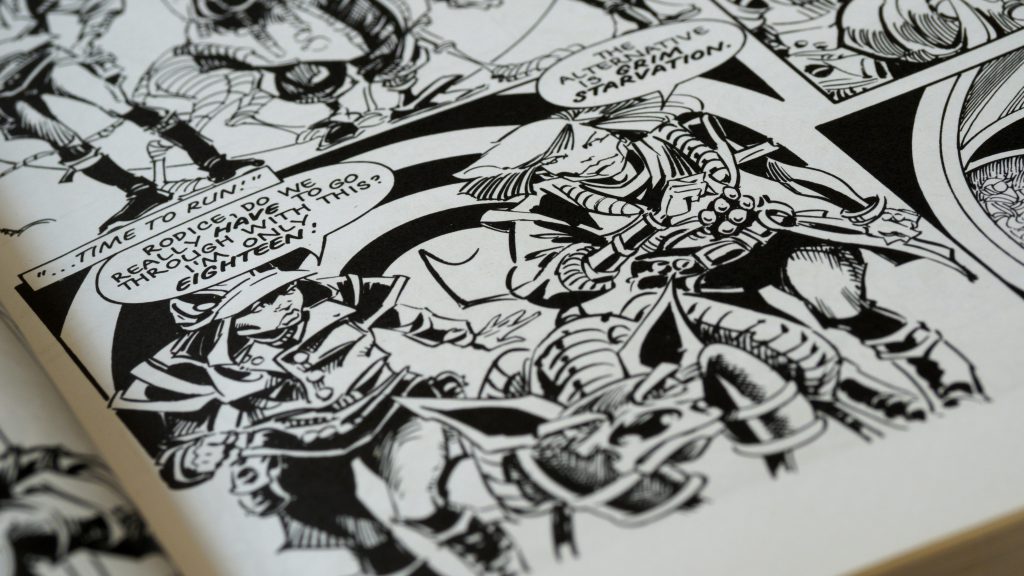 "...TIME TO RUN!"
ROPICE, DO WE
REALLY HAVE TO GO
THROUGH WITH THIS?
I'M ONLY
EIGHTEEN!
THE
ALTERNATIVE
IS GRIM
STARVATION.